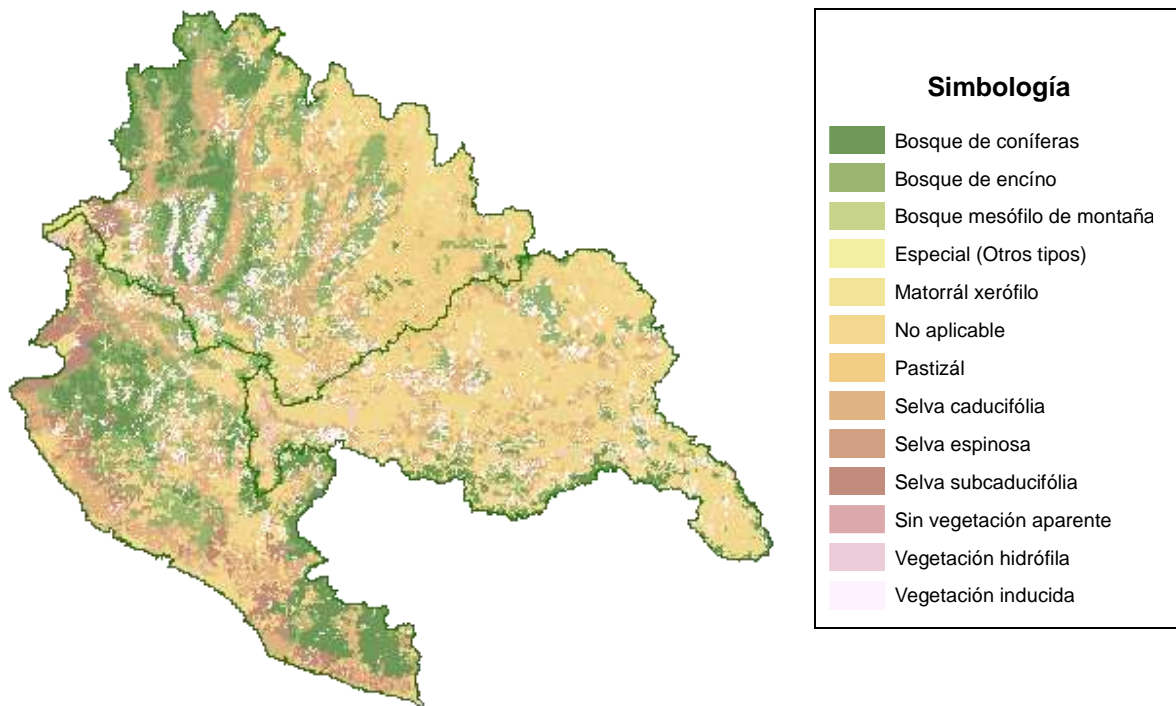 Simbología
Bosque de coníferas
Bosque de encíno
Bosque mesófilo de montaña
Especial (Otros tipos)
Matorrál xerófilo
No aplicable
Pastizál
Selva caducifólia
Selva espinosa
Selva subcaducifólia
Sin vegetación aparente
Vegetación hidrófila
Vegetación inducida